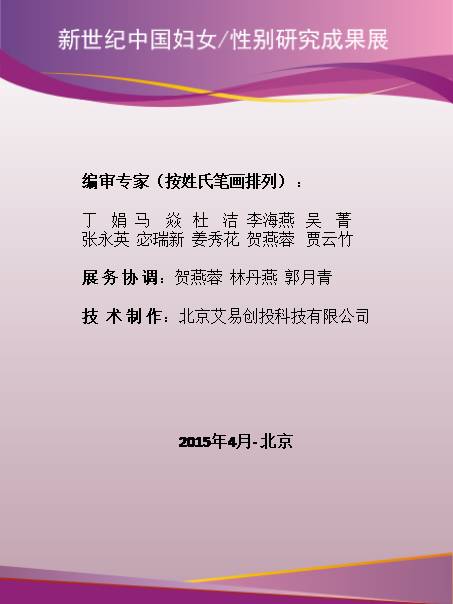 新世纪中国妇女/性别研究成果展
编审专家（按姓氏笔画排列）：
丁 娟 马 焱 杜 洁 李海燕 吴 菁
张永英 宓瑞新 姜秀花 贺燕蓉 贾云竹
展务协调：贺燕蓉 林丹燕 郭月青
技术制作：北京艾易创投科技有限公司
2015年4月-北京